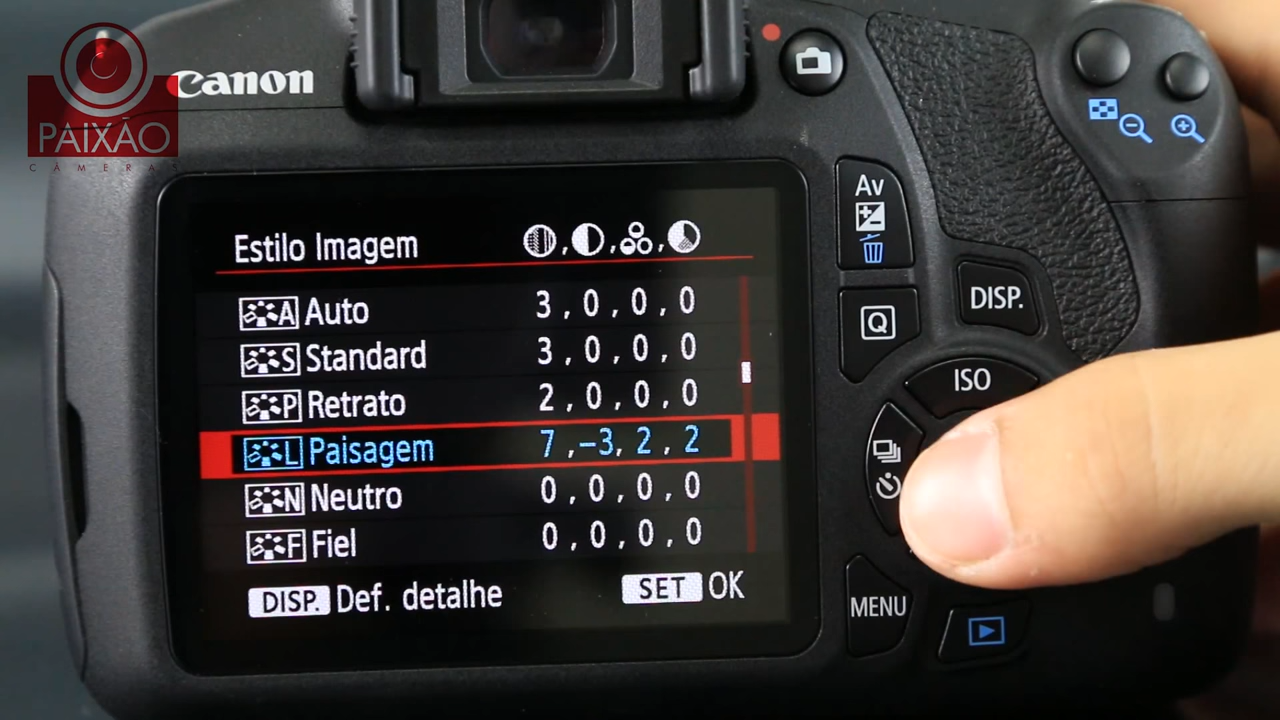 PAIXÃO
CÂMERAS
Canon
Estilo Imagem , , ,
A Auto 3 , 0 , 0 , 0
S Standard 3 , 0 , 0 , 0
P Retrato 2 , 0 , 0 , 0
L Paisagem 7 , −3, 2 , 2
N Neutro 0 , 0 , 0 , 0
F Fiel 0 , 0 , 0 , 0
DISP. Def. detalhe SET OK
Av
Q
DISP.
ISO
MENU